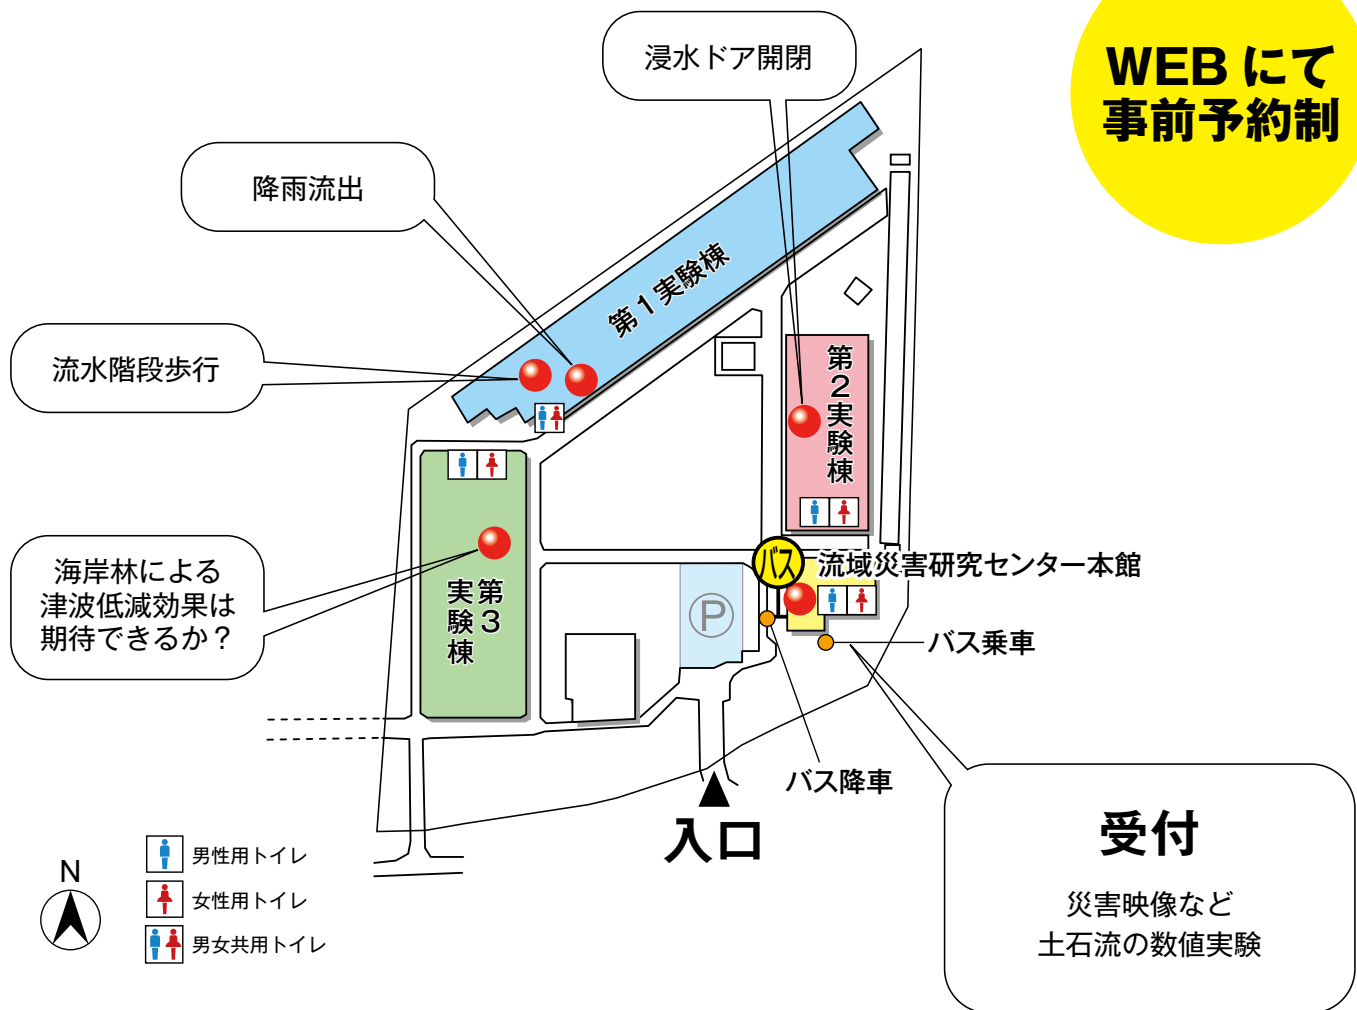 WEB にて
事前予約制
浸水ドア開閉
降雨流出
流水階段歩行
第1実験棟
第2実験棟
海岸林による
津波低減効果は
期待できるか？
第3
実験棟
バス
流域災害研究センター本館
P
バス乗車
バス降車
入口
受付
災害映像など
土石流の数値実験
N
男性用トイレ
女性用トイレ
男女共用トイレ